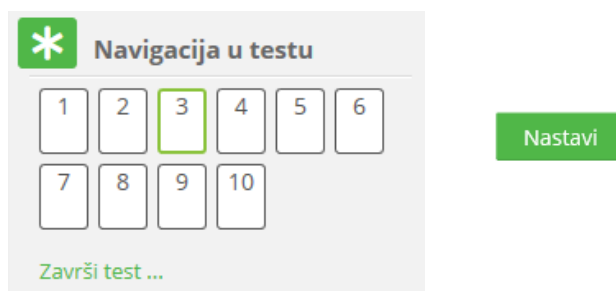 Navigacija u testu
1 2 3 4 5 6
Nastavi
7 8 9 10
Završi test ...